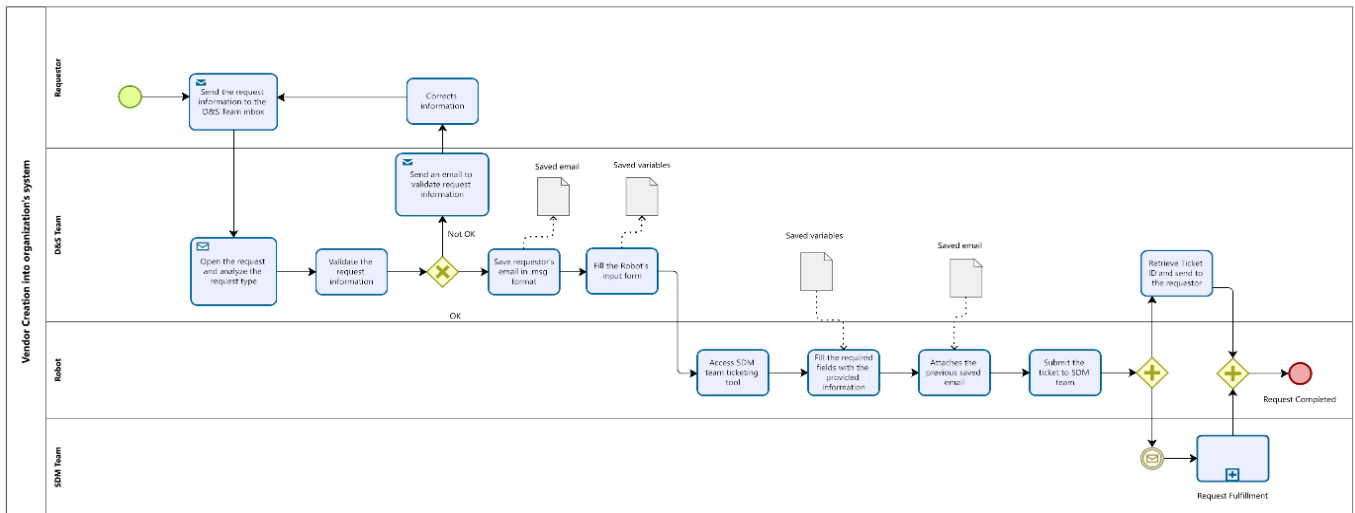 Vendor Creation into organization's system
Requestor
Send the request
information to the
D&S Team inbox
Corrects
information
D&S Team
Send an email to
validate request
information
Saved email
Saved variables
Not OK
Open the request
and analyze the
request type
Validate the
request
information
Save requestor's
email in .msg
format
Fill the Robot's
input form
OK
Saved variables
Saved email
Retrieve Ticket
ID and send to
the requestor
Robot
Access SDM
team ticketing
tool
Fill the required
fields with the
provided
information
Attaches the
previous saved
email
Submit the
ticket to SDM
team
Request Completed
SDM Team
Request Fulfillment